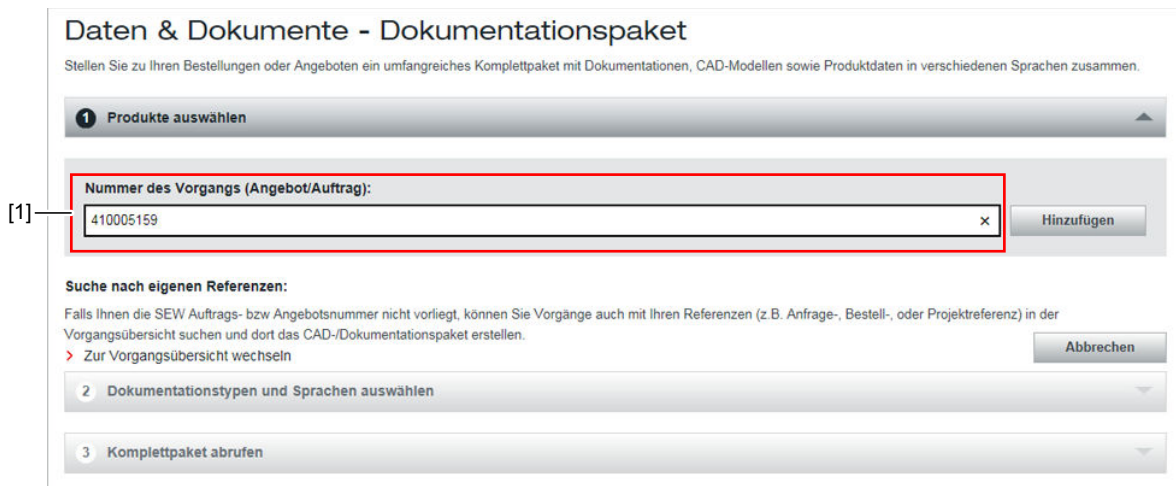 Daten & Dokumente - Dokumentationspaket
Stellen Sie zu Ihren Bestellungen oder Angeboten ein umfangreiches Komplettpaket mit Dokumentationen, CAD-Modellen sowie Produktdaten in verschiedenen Sprachen zusammen.
1 Produkte auswählen
Nummer des Vorgangs (Angebot/Auftrag):
[1]
410005159 ×
Hinzufügen
Suche nach eigenen Referenzen:
Falls Ihnen die SEW Auftrags- bzw Angebotsnummer nicht vorliegt, können Sie Vorgänge auch mit Ihren Referenzen (z.B. Anfrage-, Bestell-, oder Projektreferenz) in der
Vorgangsübersicht suchen und dort das CAD-/Dokumentationspaket erstellen.
> Zur Vorgangsübersicht wechseln
Abbrechen
2 Dokumentationstypen und Sprachen auswählen
3 Komplettpaket abrufen